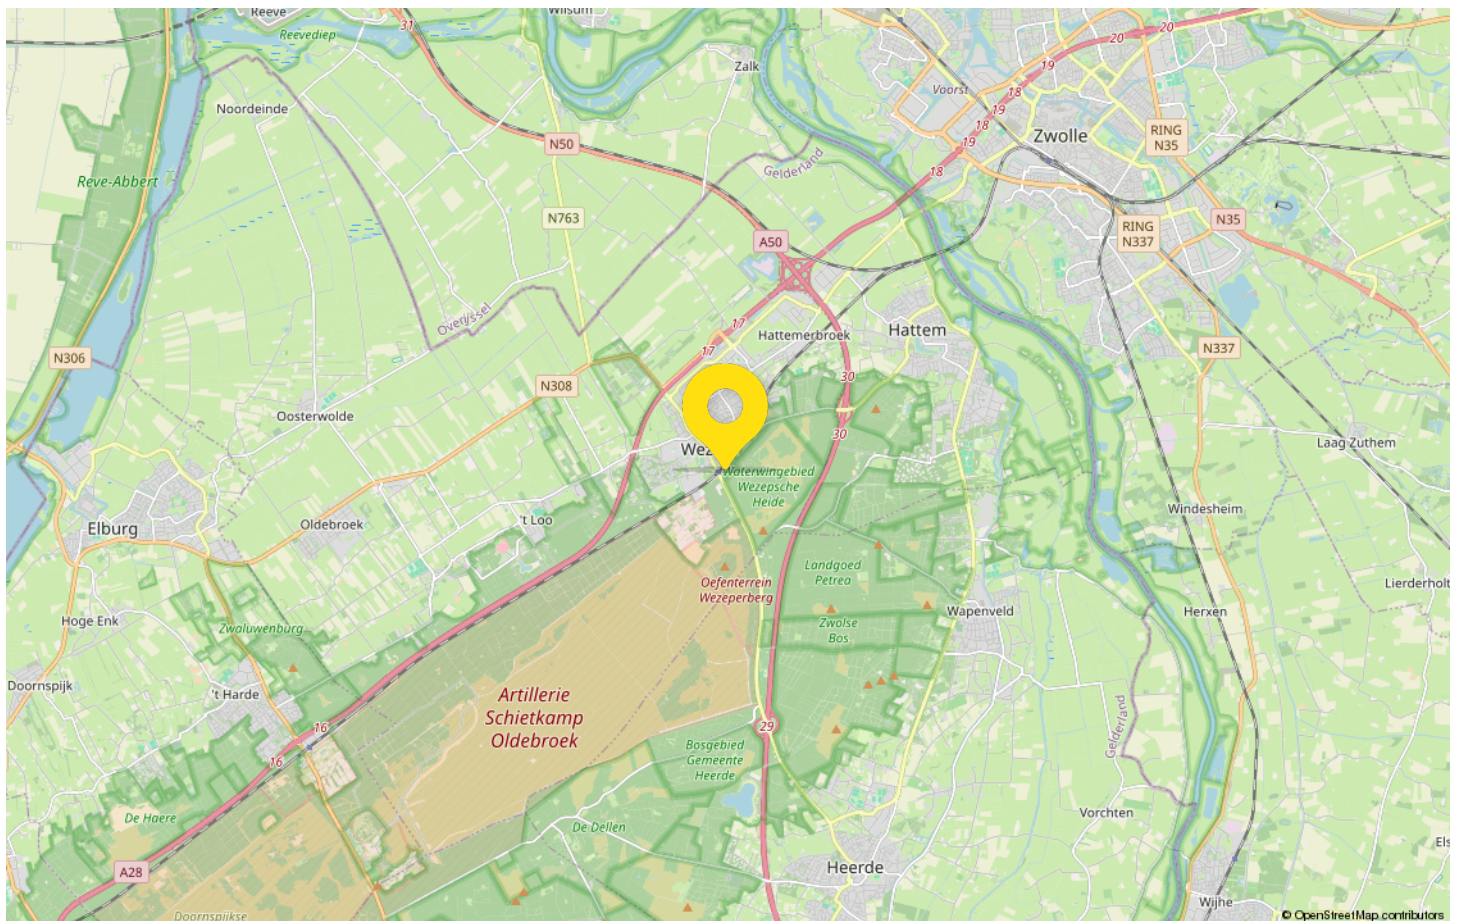 Reeve
Wilsum
31
Reevediep
20
20
Zalk
19
Voorst
18
Noordeinde
19
18
Zwolle
RING
N35
N50
19
Gelderland
18
Reve-Abbert
N763
N35
RING
N337
A50
Overijssel
17
Hattemerbroek
Hattem
17
N337
N306
30
N308
Oosterwolde
30
Laag Zuthem
Wez
Waterwingebied
Wezepsche
Heide
Windesheim
Elburg
Oldebroek
't Loo
Landgoed
Petrea
Oefenterrein
Wezeperberg
Lierderholt
Hoge Enk
Zwaluwenburg
Zwolse
Bos
Wapenveld
Herxen
Doornspijk
't Harde
Artillerie
Schietkamp
Oldebroek
16
16
29
Gelderland
Bosgebied
Gemeente
Heerde
De Haere
De Dellen
Vorchten
Els
A28
Heerde
Wijhe
Doornspijkse
© OpenStreetMap contributors